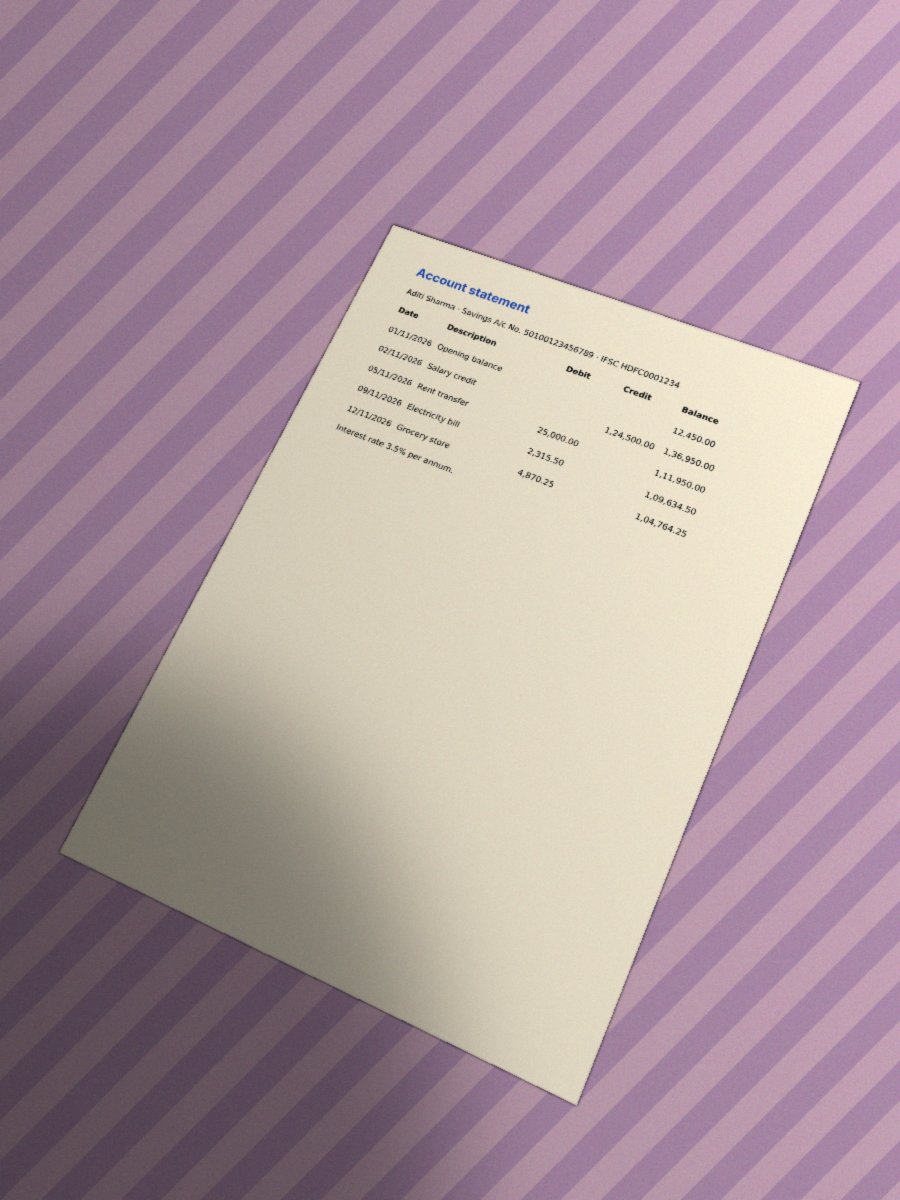 Account statement
Aditi Sharma · Savings A/c No. 50100123456789 · IFSC HDFC0001234
Date Description Debit Credit Balance
01/11/2026 Opening balance 12,450.00
02/11/2026 Salary credit 1,24,500.00 1,36,950.00
05/11/2026 Rent transfer 25,000.00 1,11,950.00
09/11/2026 Electricity bill 2,315.50 1,09,634.50
12/11/2026 Grocery store 4,870.25 1,04,764.25
Interest rate 3.5% per annum.